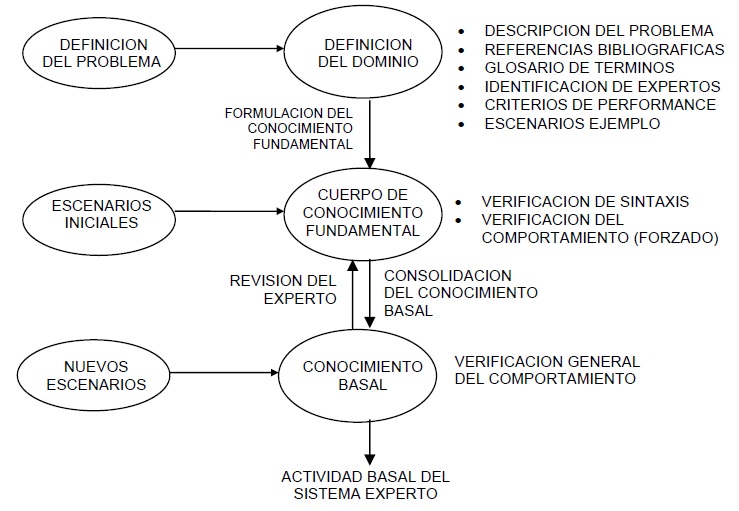 DEFINICION
DEL PROBLEMA
DEFINICION
DEL DOMINIO
• DESCRIPCION DEL PROBLEMA
• REFERENCIAS BIBLIOGRAFICAS
• GLOSARIO DE TERMINOS
• IDENTIFICACION DE EXPERTOS
• CRITERIOS DE PERFORMANCE
• ESCENARIOS EJEMPLO
FORMULACION DEL
CONOCIMIENTO
FUNDAMENTAL
ESCENARIOS
INICIALES
CUERPO DE
CONOCIMIENTO
FUNDAMENTAL
• VERIFICACION DE SINTAXIS
• VERIFICACION DEL
COMPORTAMIENTO (FORZADO)
REVISION DEL
EXPERTO
CONSOLIDACION
DEL CONOCIMIENTO
BASAL
NUEVOS
ESCENARIOS
CONOCIMIENTO
BASAL
VERIFICACION GENERAL
DEL COMPORTAMIENTO
ACTIVIDAD BASAL DEL
SISTEMA EXPERTO